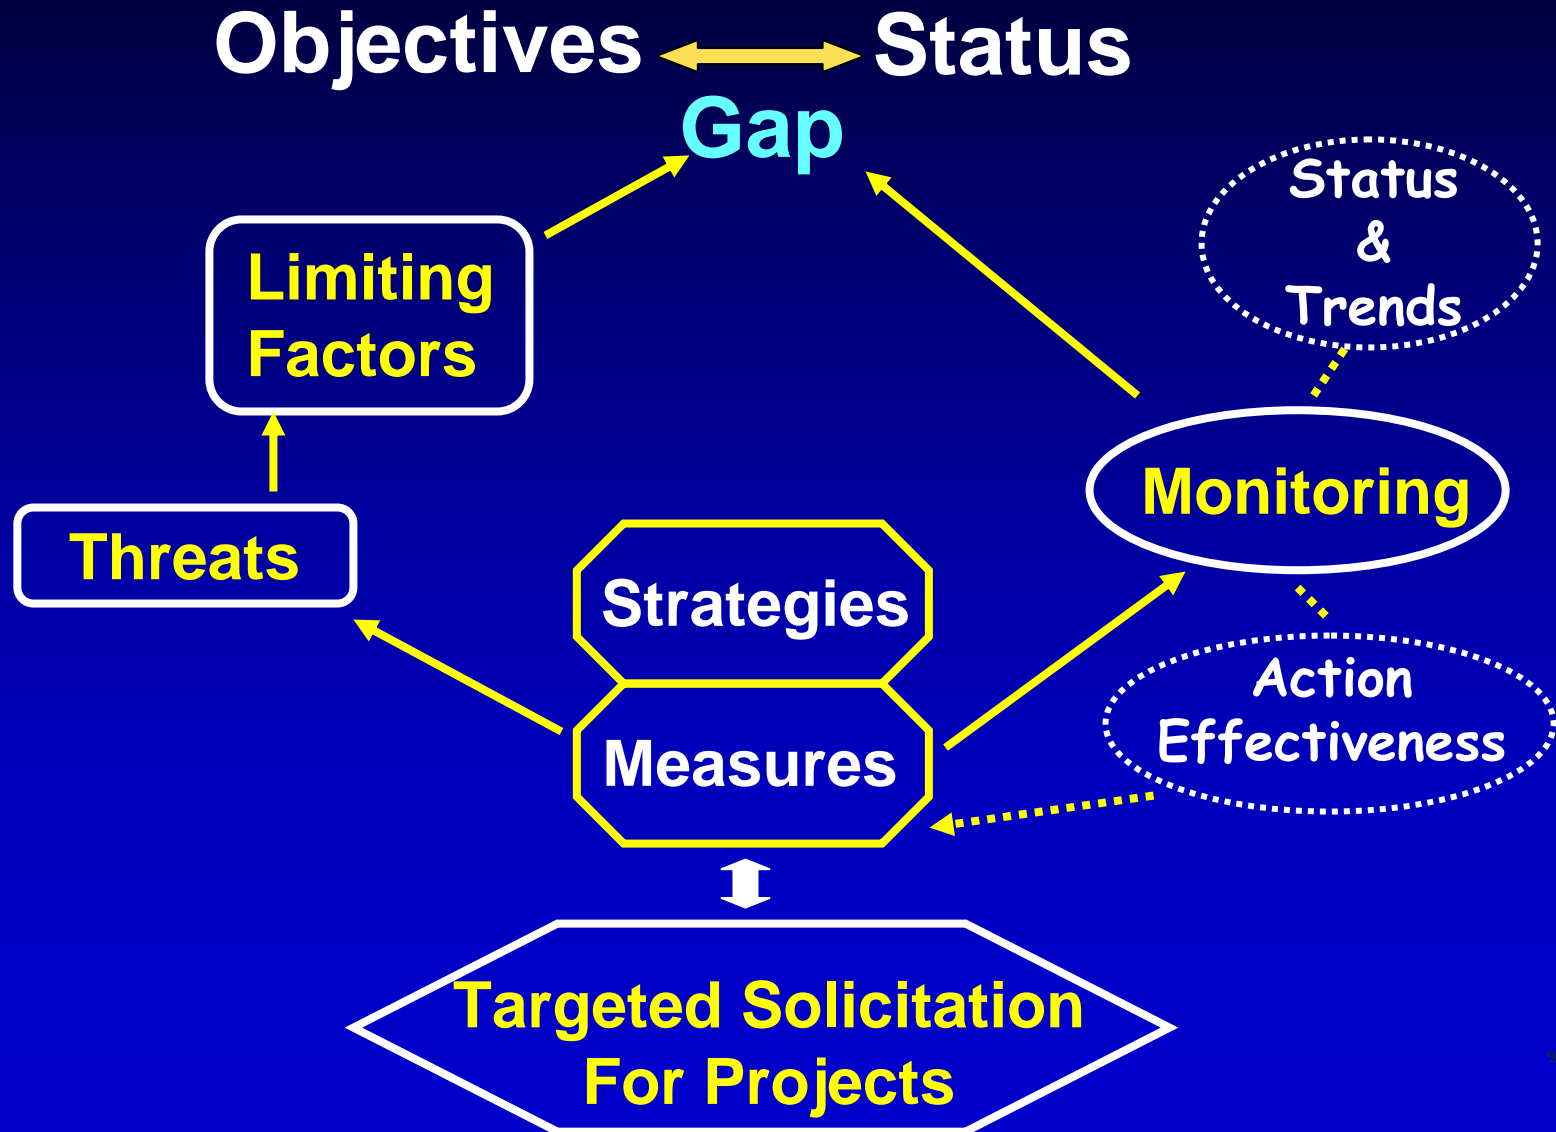 Objectives Status
Gap
Status
&
Trends
Limiting
Factors
Monitoring
Threats
Strategies
Action
Effectiveness
Measures
Targeted Solicitation
For Projects